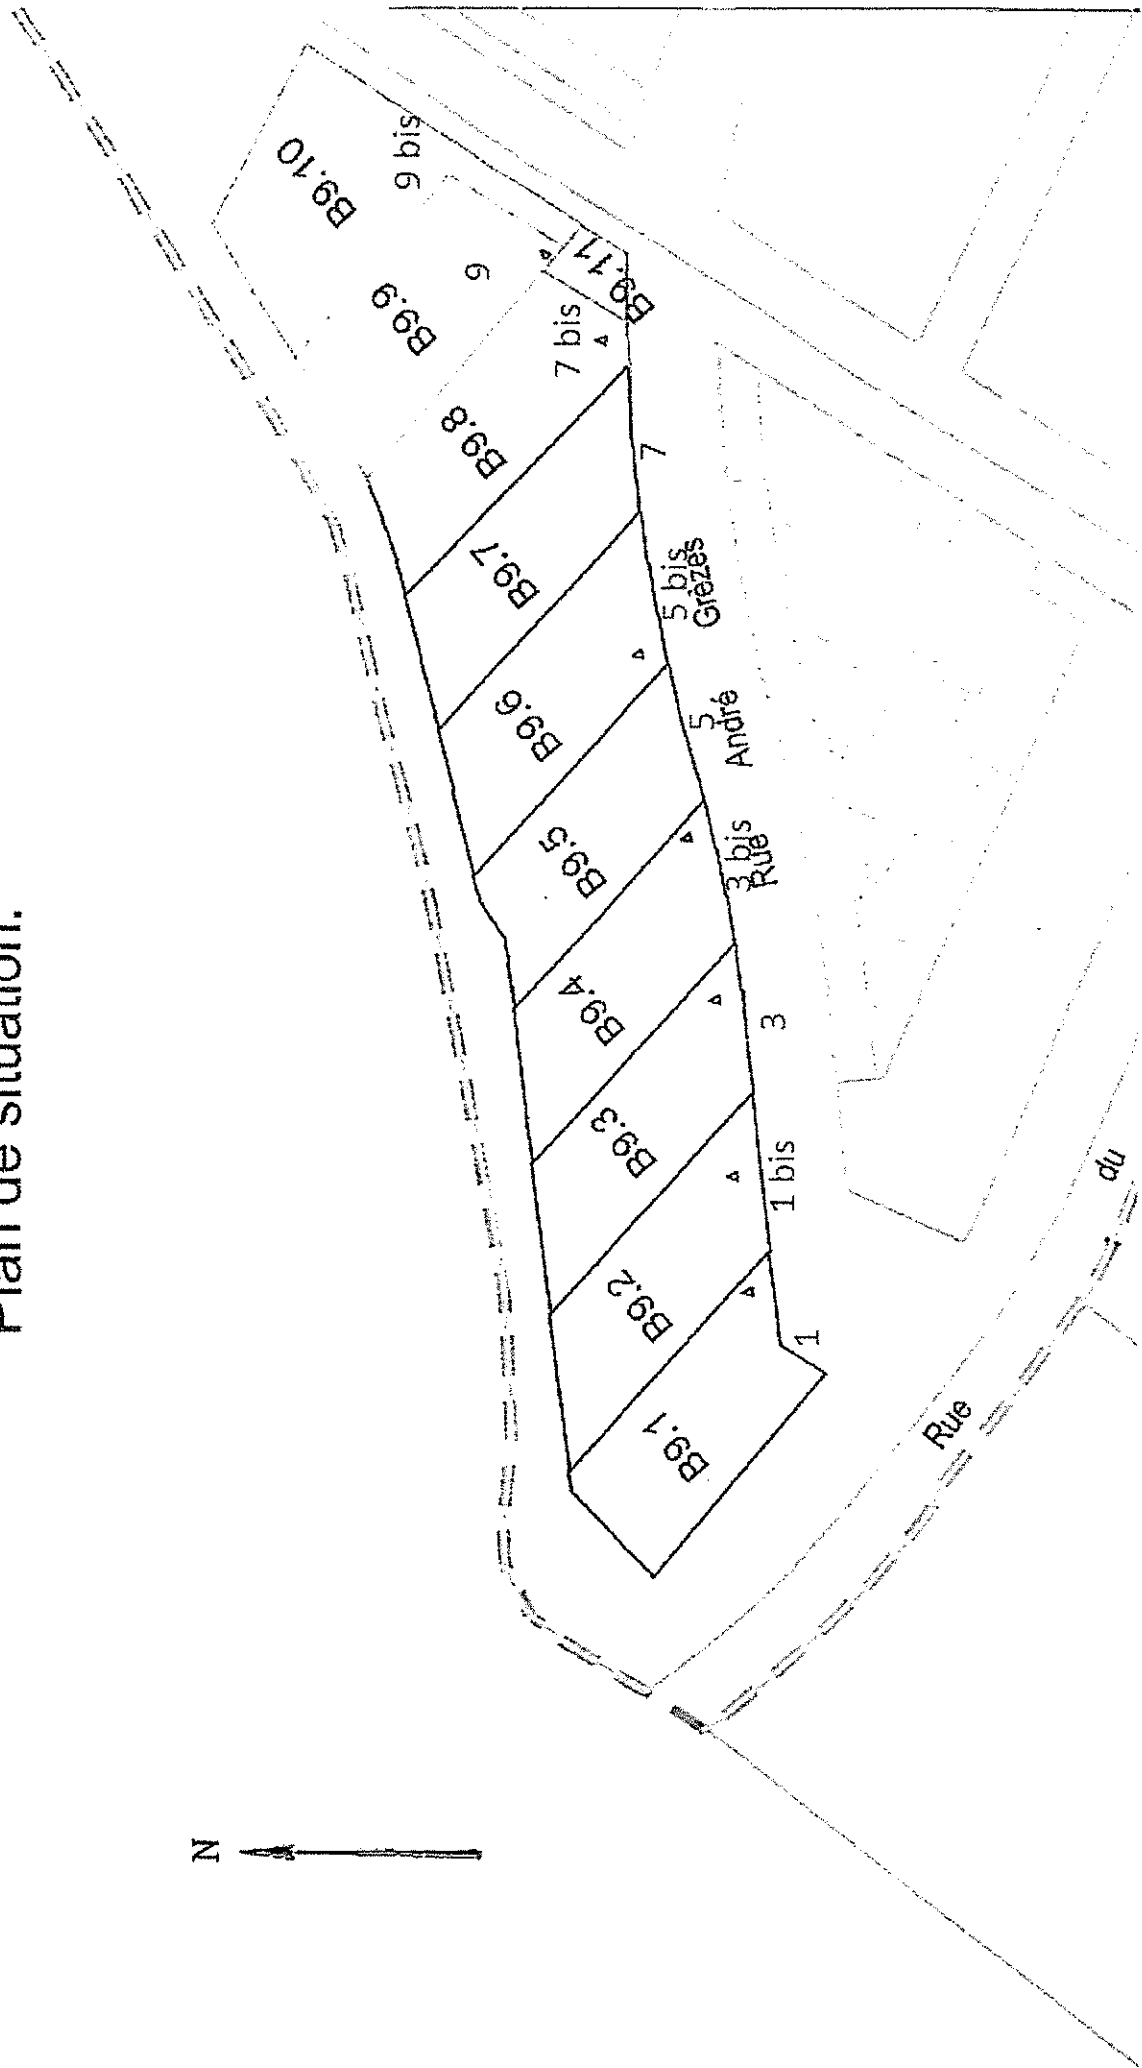 Plan de situation.
N
B9.1
B9.2
B9.3
B9.4
B9.5
B9.6
B9.7
B9.8
B9.9
B9.10
B9.11
1
1 bis
3
3 bis
5
5 bis
7
7 bis
9
9 bis
Rue André Grèzes
Rue du